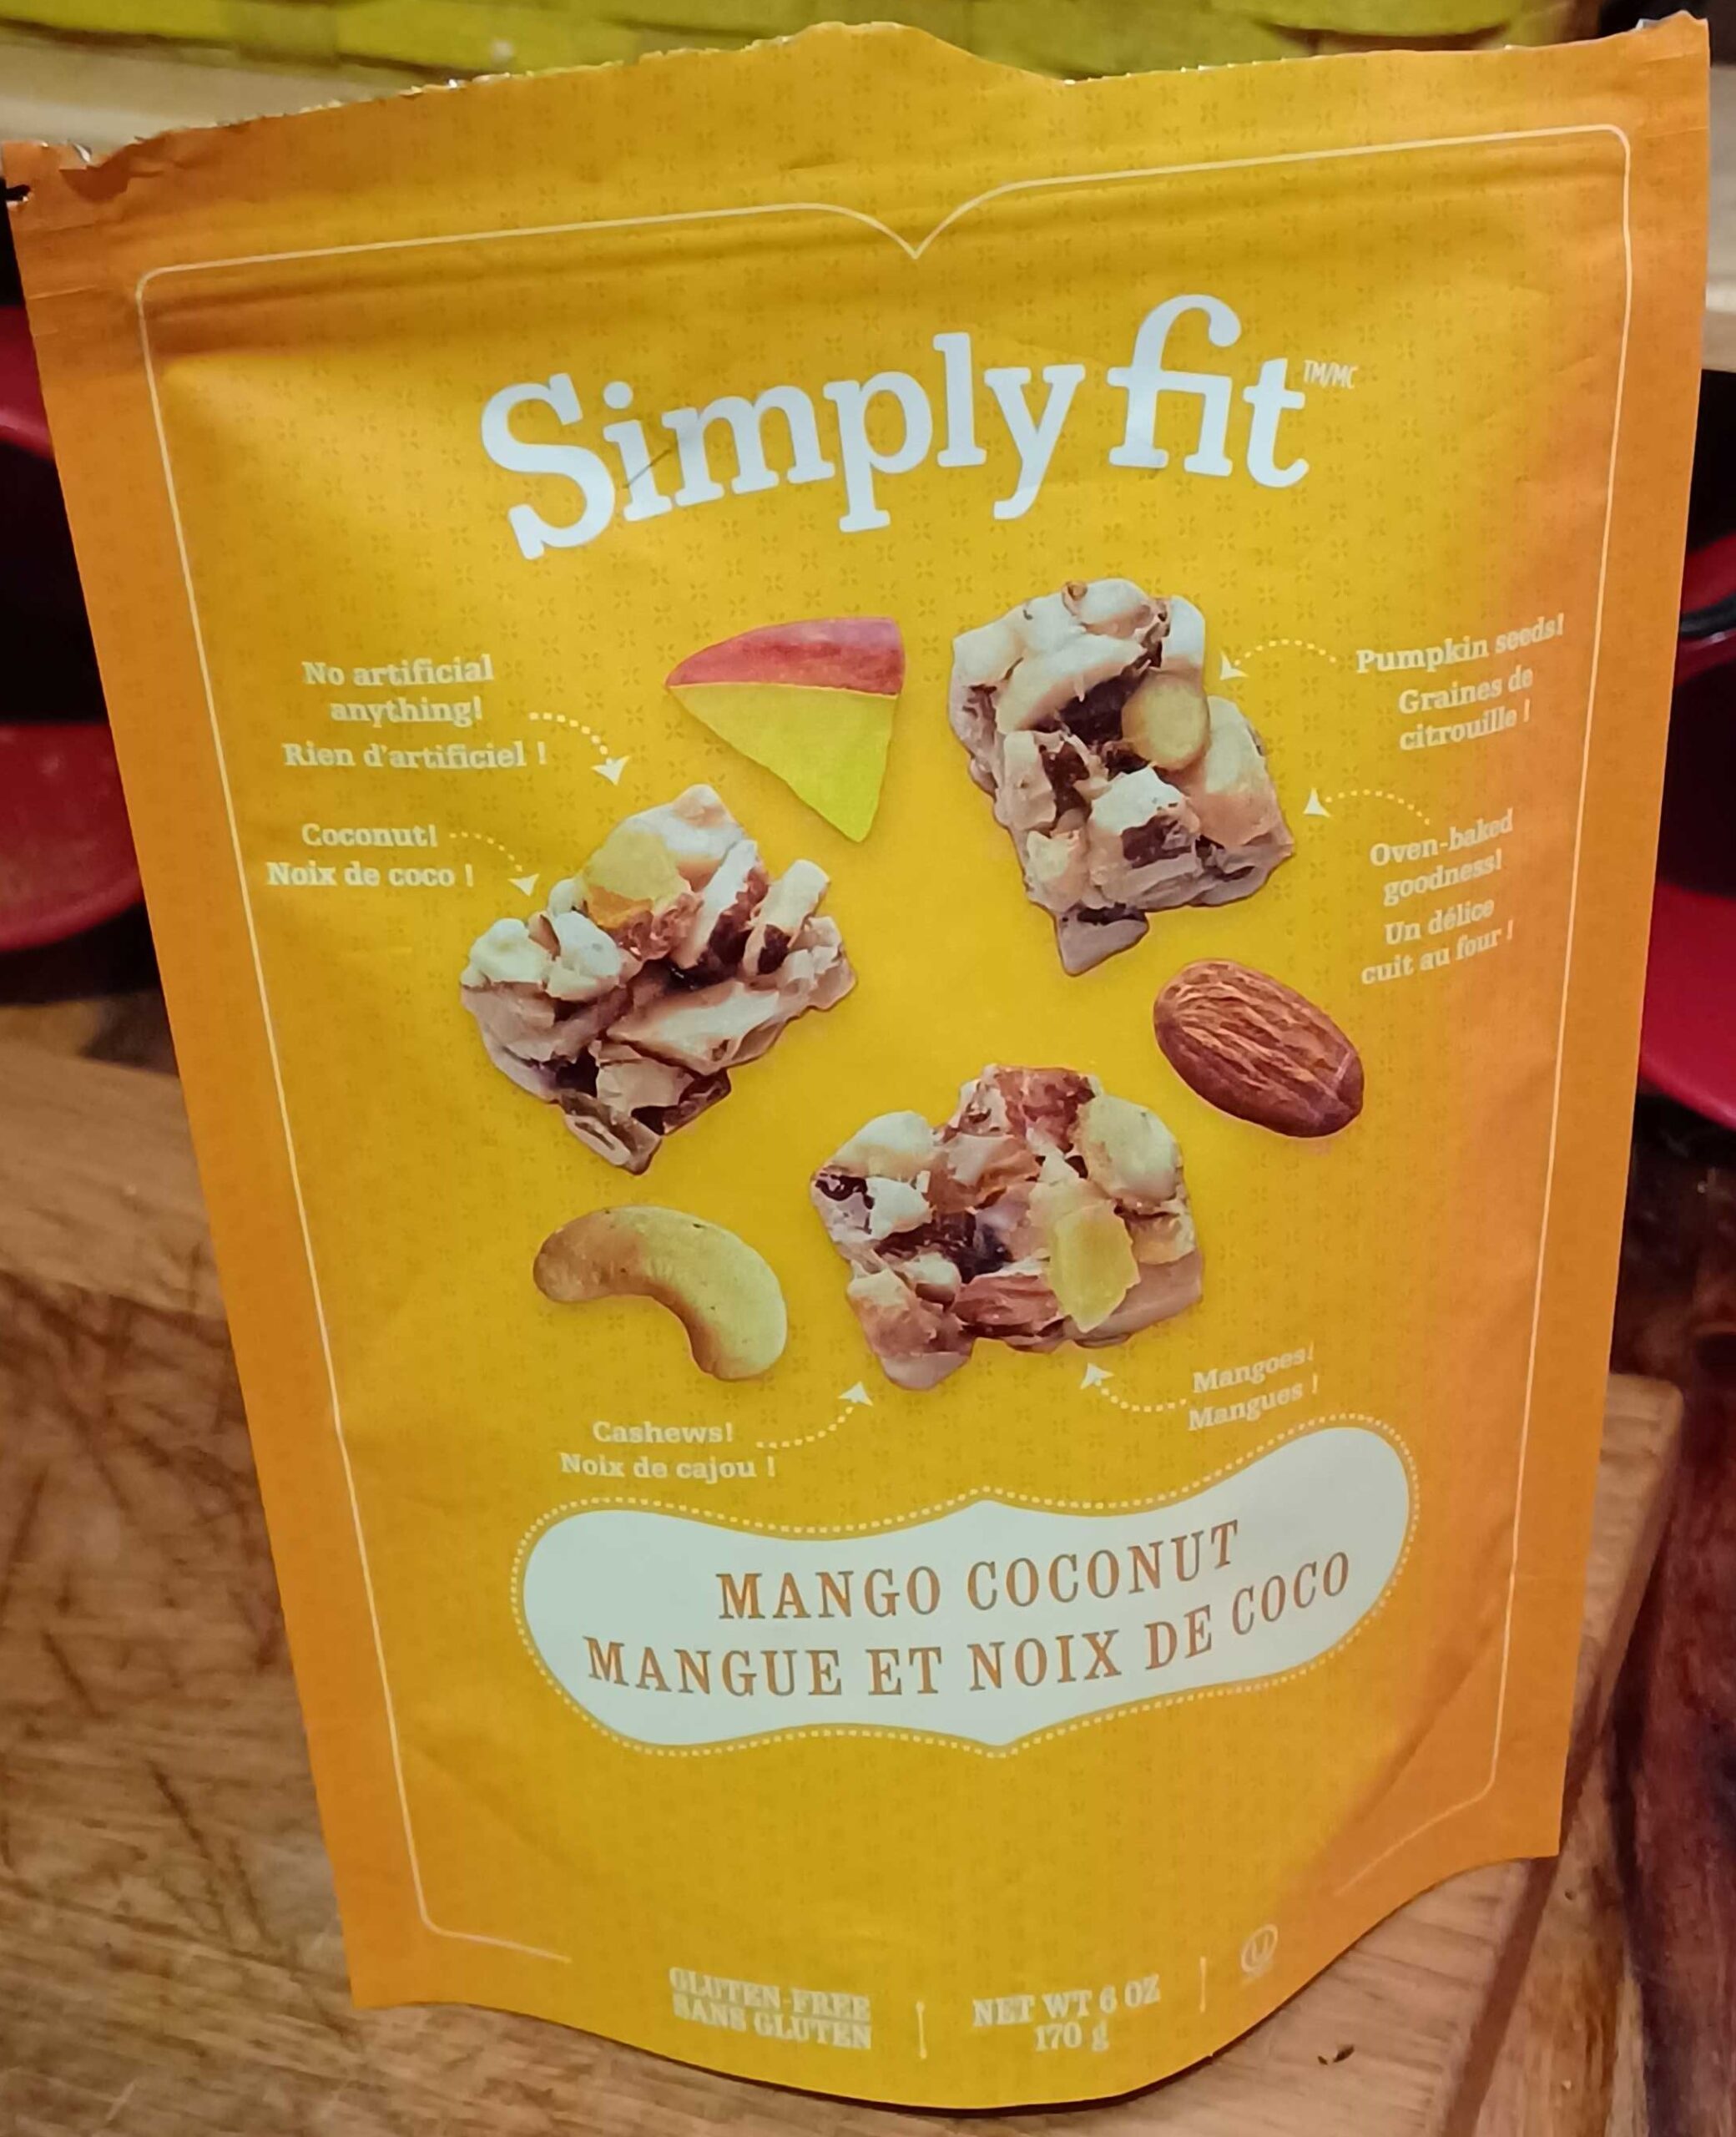 Simply fit TM/MC
No artificial
anything!
Rien d'artificiel !
Coconut!
Noix de coco !
Pumpkin seeds!
Graines de
citrouille !
Oven-baked
goodness!
Un délice
cuit au four !
Cashews!
Noix de cajou !
Mangoes!
Mangues !
MANGO COCONUT
MANGUE ET NOIX DE COCO
GLUTEN-FREE
SANS GLUTEN
NET WT 6 OZ
170 g
U